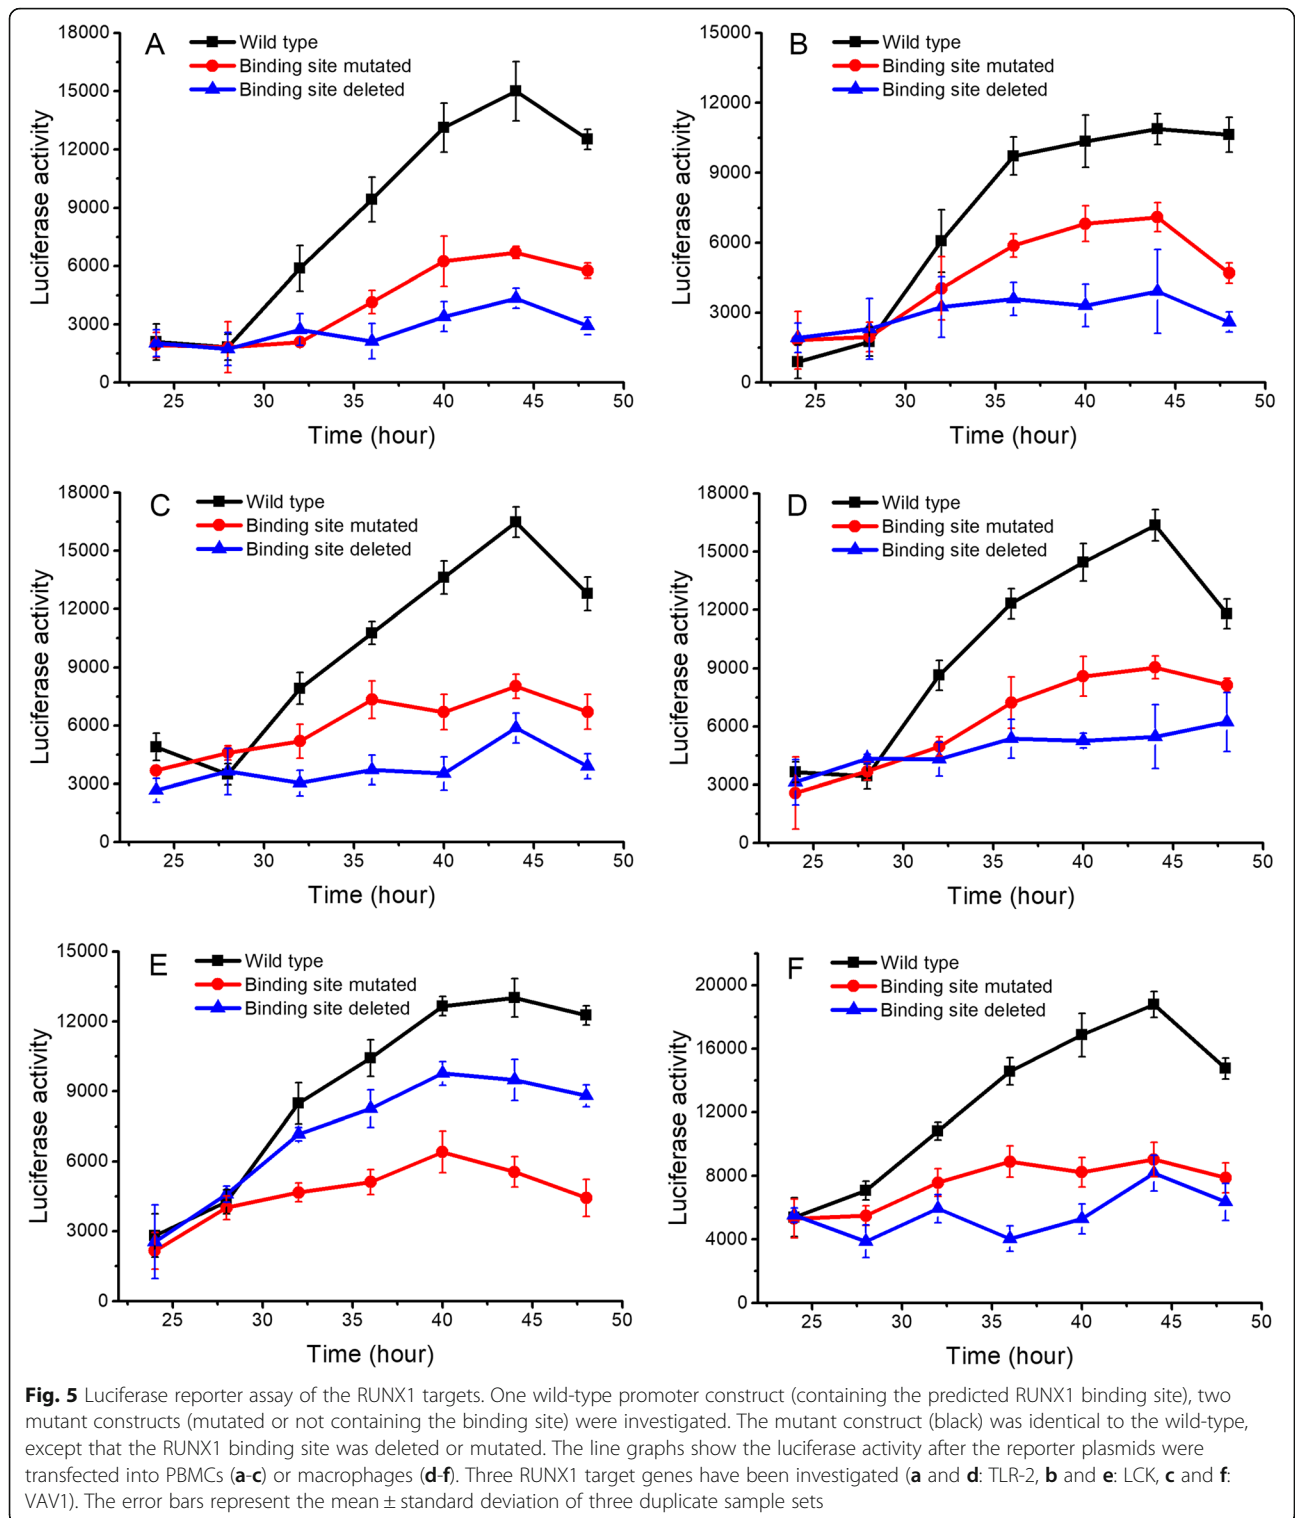 A
Wild type
Binding site mutated
Binding site deleted
18000
15000
12000
9000
6000
3000
0
Luciferase activity
25 30 35 40 45 50
Time (hour)
B
Wild type
Binding site mutated
Binding site deleted
15000
12000
9000
6000
3000
0
Luciferase activity
25 30 35 40 45 50
Time (hour)
C
Wild type
Binding site mutated
Binding site deleted
18000
15000
12000
9000
6000
3000
0
Luciferase activity
25 30 35 40 45 50
Time (hour)
D
Wild type
Binding site mutated
Binding site deleted
18000
15000
12000
9000
6000
3000
0
Luciferase activity
25 30 35 40 45 50
Time (hour)
E
Wild type
Binding site mutated
Binding site deleted
15000
12000
9000
6000
3000
0
Luciferase activity
25 30 35 40 45 50
Time (hour)
F
Wild type
Binding site mutated
Binding site deleted
20000
16000
12000
8000
4000
0
Luciferase activity
25 30 35 40 45 50
Time (hour)
Fig. 5 Luciferase reporter assay of the RUNX1 targets. One wild-type promoter construct (containing the predicted RUNX1 binding site), two
mutant constructs (mutated or not containing the binding site) were investigated. The mutant construct (black) was identical to the wild-type,
except that the RUNX1 binding site was deleted or mutated. The line graphs show the luciferase activity after the reporter plasmids were
transfected into PBMCs (a-c) or macrophages (d-f). Three RUNX1 target genes have been investigated (a and d: TLR-2, b and e: LCK, c and f:
VAV1). The error bars represent the mean ± standard deviation of three duplicate sample sets